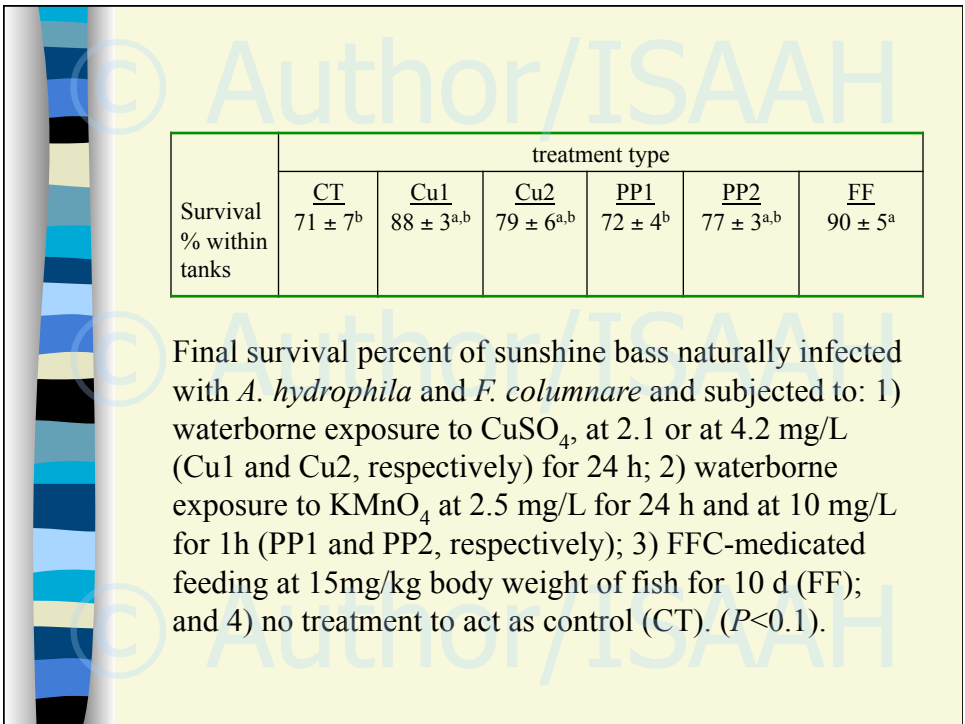 © Author/ISAAH
treatment type
Survival % within tanks
CT
71 ± 7ᵇ
Cu1
88 ± 3ᵃ,ᵇ
Cu2
79 ± 6ᵃ,ᵇ
PP1
72 ± 4ᵇ
PP2
77 ± 3ᵃ,ᵇ
FF
90 ± 5ᵃ
© Author/ISAAH
Final survival percent of sunshine bass naturally infected
with A. hydrophila and F. columnare and subjected to: 1)
waterborne exposure to CuSO₄, at 2.1 or at 4.2 mg/L
(Cu1 and Cu2, respectively) for 24 h; 2) waterborne
exposure to KMnO₄ at 2.5 mg/L for 24 h and at 10 mg/L
for 1h (PP1 and PP2, respectively); 3) FFC-medicated
feeding at 15mg/kg body weight of fish for 10 d (FF);
and 4) no treatment to act as control (CT). (P<0.1).
© Author/ISAAH